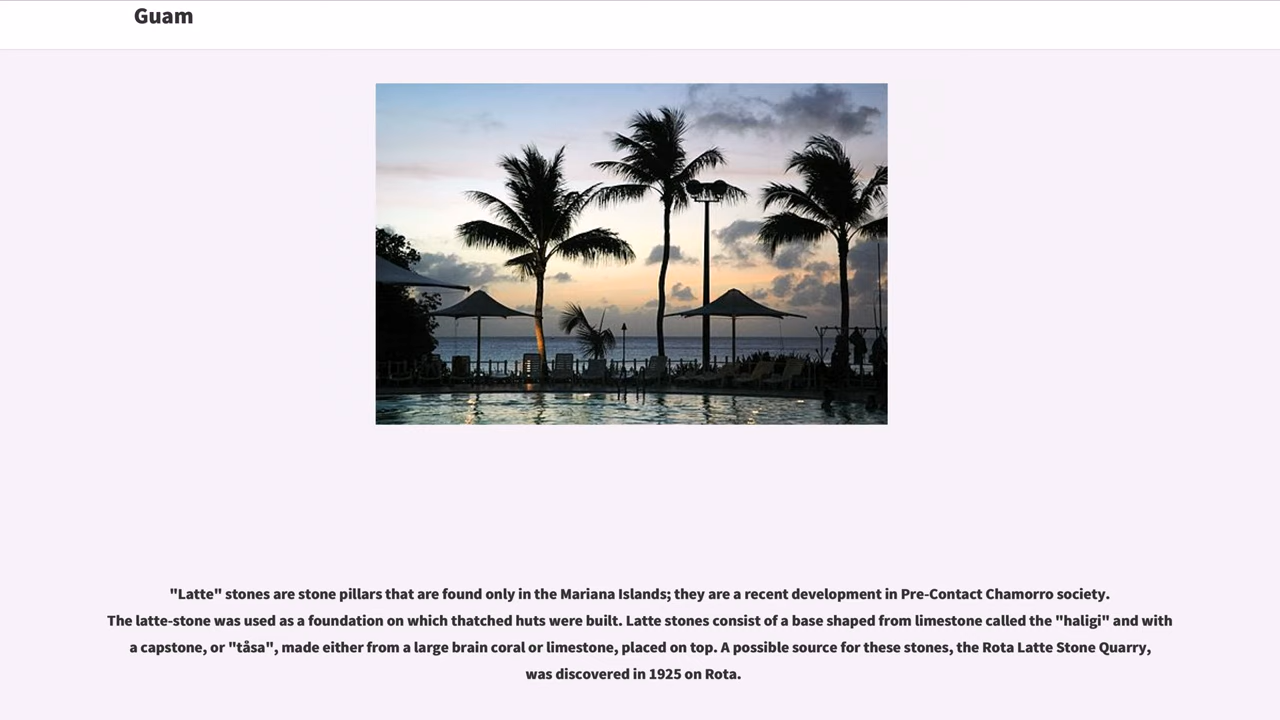 Guam
"Latte" stones are stone pillars that are found only in the Mariana Islands; they are a recent development in Pre-Contact Chamorro society.
The latte-stone was used as a foundation on which thatched huts were built. Latte stones consist of a base shaped from limestone called the "haligi" and with
a capstone, or "tåsa", made either from a large brain coral or limestone, placed on top. A possible source for these stones, the Rota Latte Stone Quarry,
was discovered in 1925 on Rota.